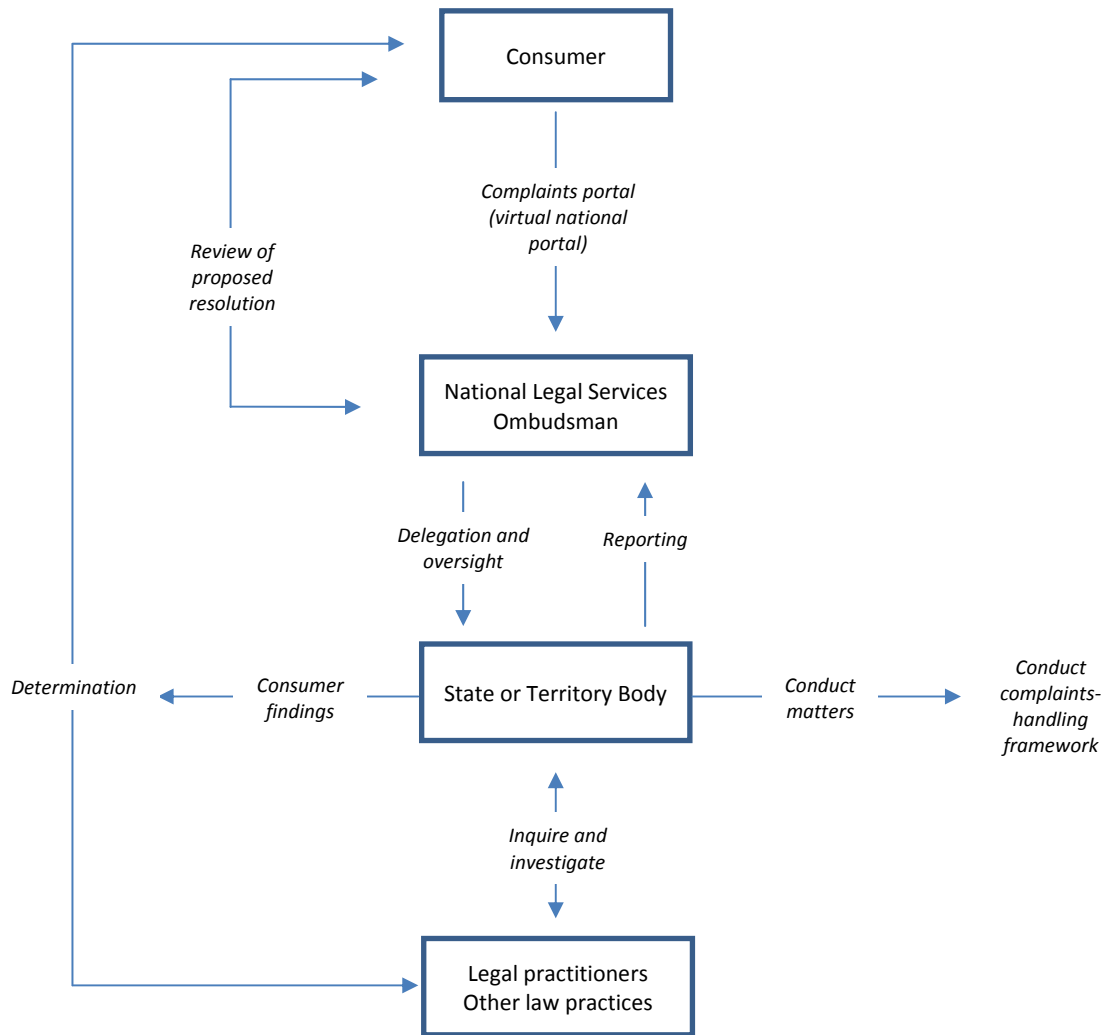 Consumer
Complaints portal
(virtual national
portal)
Review of
proposed
resolution
National Legal Services
Ombudsman
Delegation and
oversight
Reporting
Determination
Consumer
findings
State or Territory Body
Conduct
matters
Conduct
complaints-
handling
framework
Inquire and
investigate
Legal practitioners
Other law practices